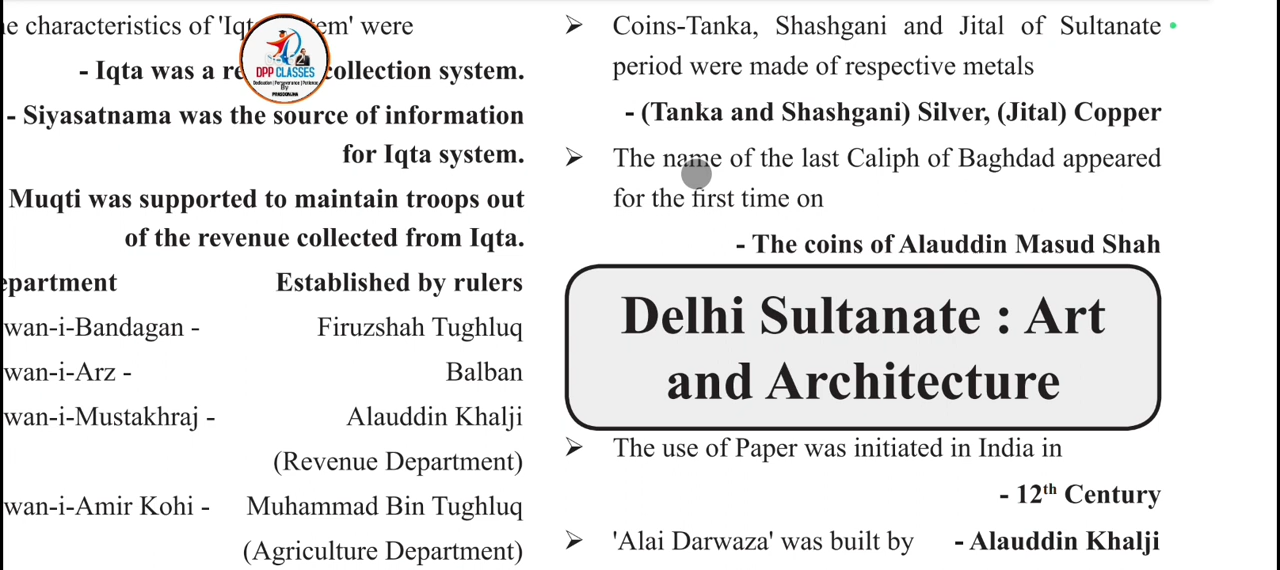 e characteristics of 'Iq em' were
- Iqta was a re collection system.
- Siyasatnama was the source of information
for Iqta system.
Muqti was supported to maintain troops out
of the revenue collected from Iqta.
epartment Established by rulers
wan-i-Bandagan - Firuzshah Tughluq
wan-i-Arz - Balban
wan-i-Mustakhraj - Alauddin Khalji
(Revenue Department)
wan-i-Amir Kohi - Muhammad Bin Tughluq
(Agriculture Department)
DPP CLASSES
By
➢ Coins-Tanka, Shashgani and Jital of Sultanate
period were made of respective metals
- (Tanka and Shashgani) Silver, (Jital) Copper
➢ The name of the last Caliph of Baghdad appeared
for the first time on
- The coins of Alauddin Masud Shah
Delhi Sultanate : Art
and Architecture
➢ The use of Paper was initiated in India in
- 12th Century
➢ 'Alai Darwaza' was built by - Alauddin Khalji